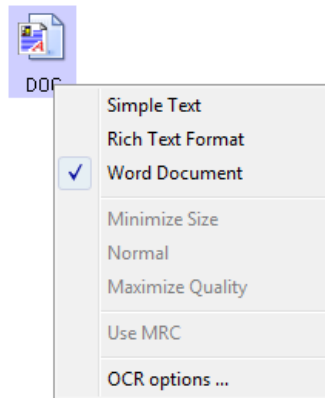 DOC
Simple Text
Rich Text Format
Word Document
Minimize Size
Normal
Maximize Quality
Use MRC
OCR options ...